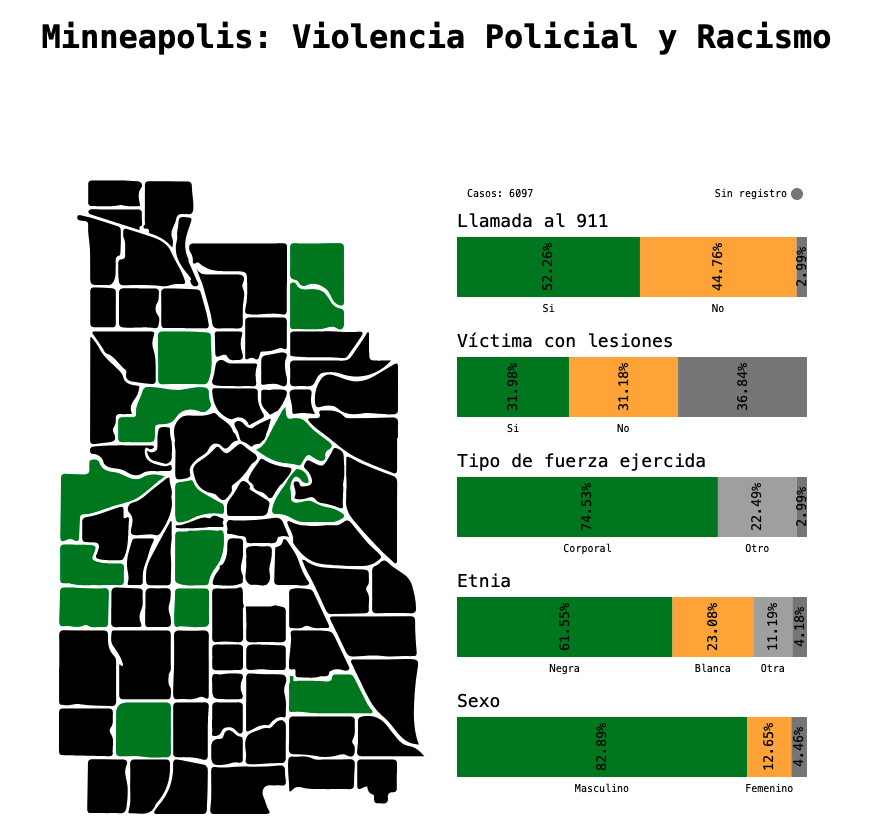 Minneapolis: Violencia Policial y Racismo
Casos: 6097
Sin registro
Llamada al 911
52.26%
44.76%
2.99%
Si
No
Víctima con lesiones
31.98%
31.18%
36.84%
Si
No
Tipo de fuerza ejercida
74.53%
22.49%
2.99%
Corporal
Otro
Etnia
61.55%
23.08%
11.19%
4.18%
Negra
Blanca
Otra
Sexo
82.89%
12.65%
4.46%
Masculino
Femenino